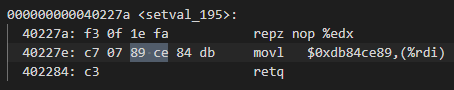 000000000040227a <setval_195>:
40227a: f3 0f 1e fa repz nop %edx
40227e: c7 07 89 ce 84 db movl $0xdb84ce89,(%rdi)
402284: c3 retq